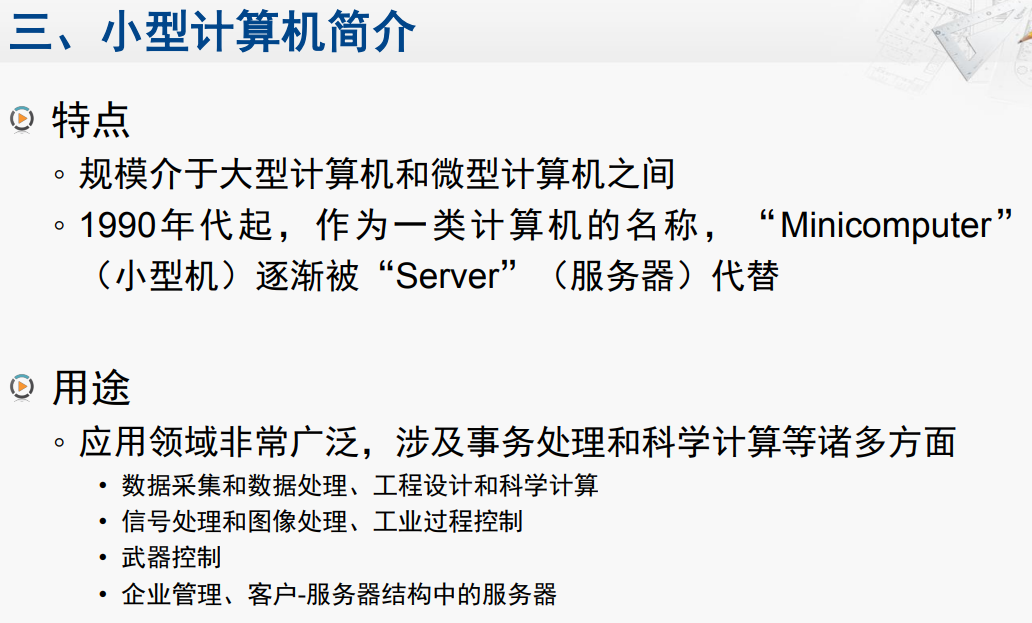 三、小型计算机简介
特点
◦ 规模介于大型计算机和微型计算机之间
◦ 1990年代起，作为一类计算机的名称，“Minicomputer”
（小型机）逐渐被“Server”（服务器）代替
用途
◦ 应用领域非常广泛，涉及事务处理和科学计算等诸多方面
• 数据采集和数据处理、工程设计和科学计算
• 信号处理和图像处理、工业过程控制
• 武器控制
• 企业管理、客户-服务器结构中的服务器